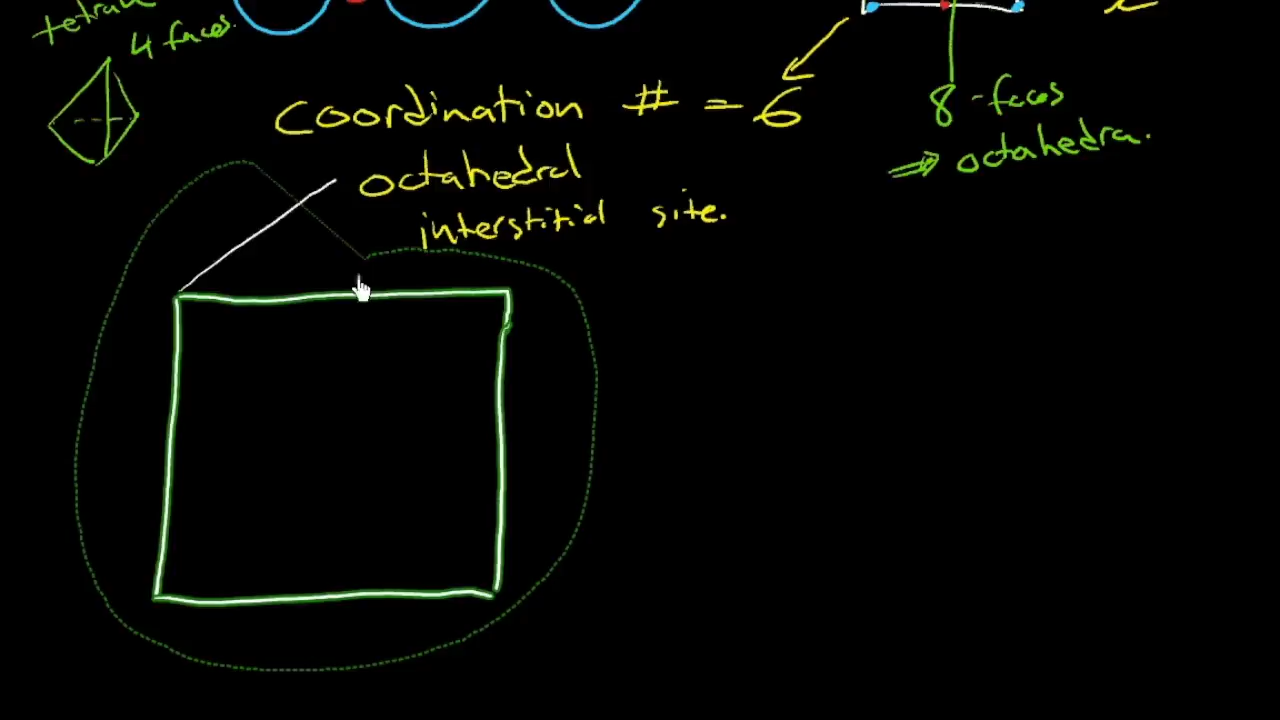 4 faces.
Coordination # = 6
octahedral
interstitial site.
8-faces
⇒ octahedra.